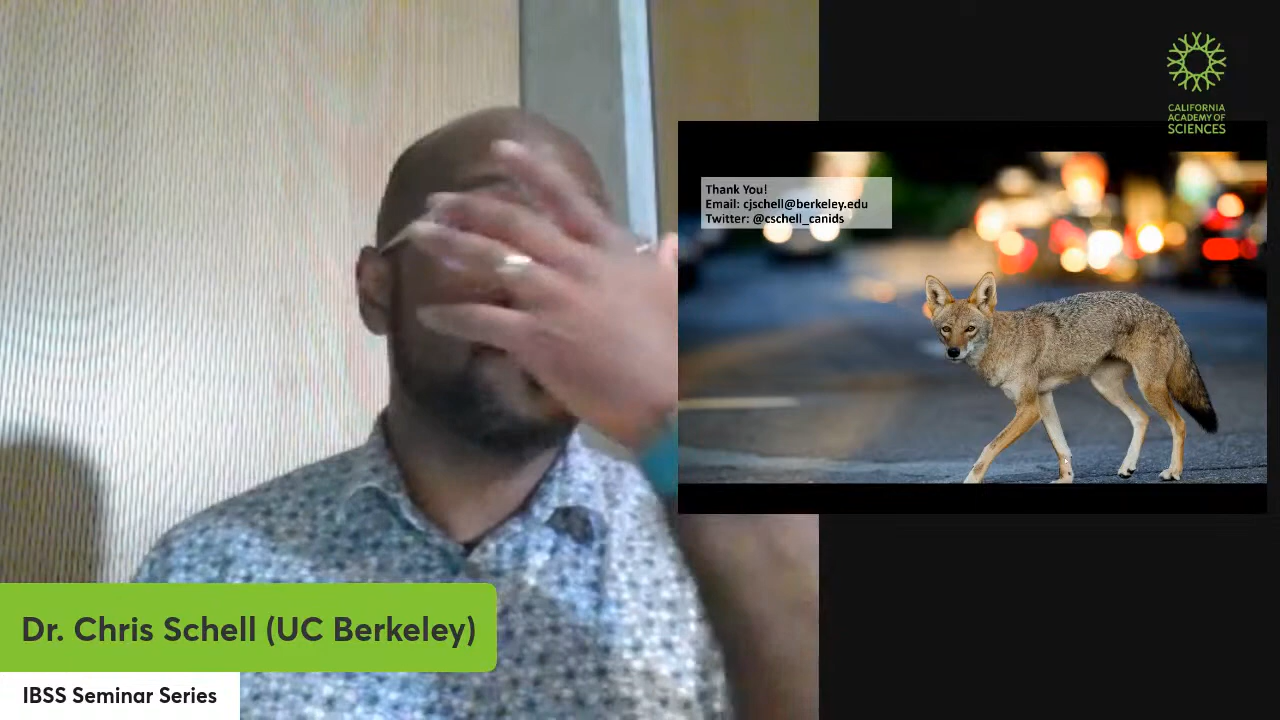 CALIFORNIA
ACADEMY OF
SCIENCES
Thank You!
Email: cjschell@berkeley.edu
Twitter: @cschell_canids
Dr. Chris Schell (UC Berkeley)
IBSS Seminar Series